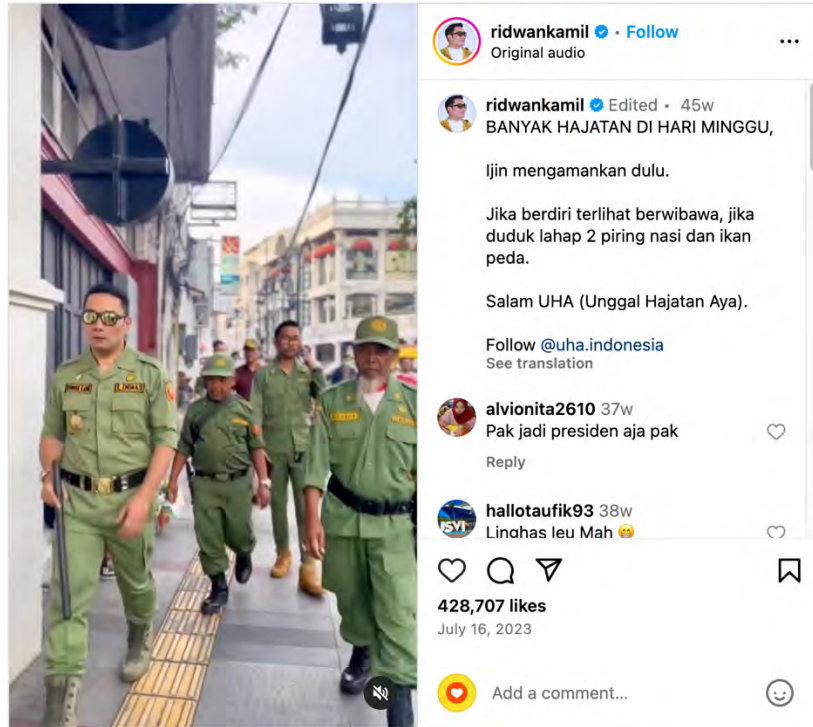 ridwankamil · Follow
Original audio
ridwankamil Edited · 45w
BANYAK HAJATAN DI HARI MINGGU,
Ijin mengamankan dulu.
Jika berdiri terlihat berwibawa, jika
duduk lahap 2 piring nasi dan ikan
peda.
Salam UHA (Unggal Hajatan Aya).
Follow @uha.indonesia
See translation
alvionita2610 37w
Pak jadi presiden aja pak
Reply
hallotaufik93 38w
Linghas Ieu Mah 😁
428,707 likes
July 16, 2023
Add a comment...
LINMAS